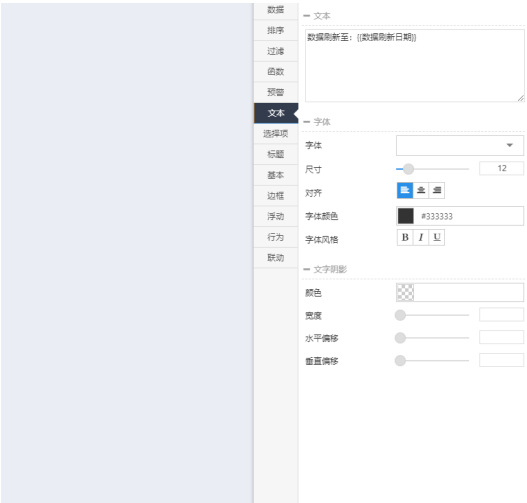 数据
排序
过滤
函数
预警
文本
选择项
标题
基本
边框
浮动
行为
联动
文本
数据刷新至：{{数据刷新日期}}
字体
字体
尺寸 12
对齐
字体颜色 #333333
字体风格 B I U
文字阴影
颜色
宽度
水平偏移
垂直偏移